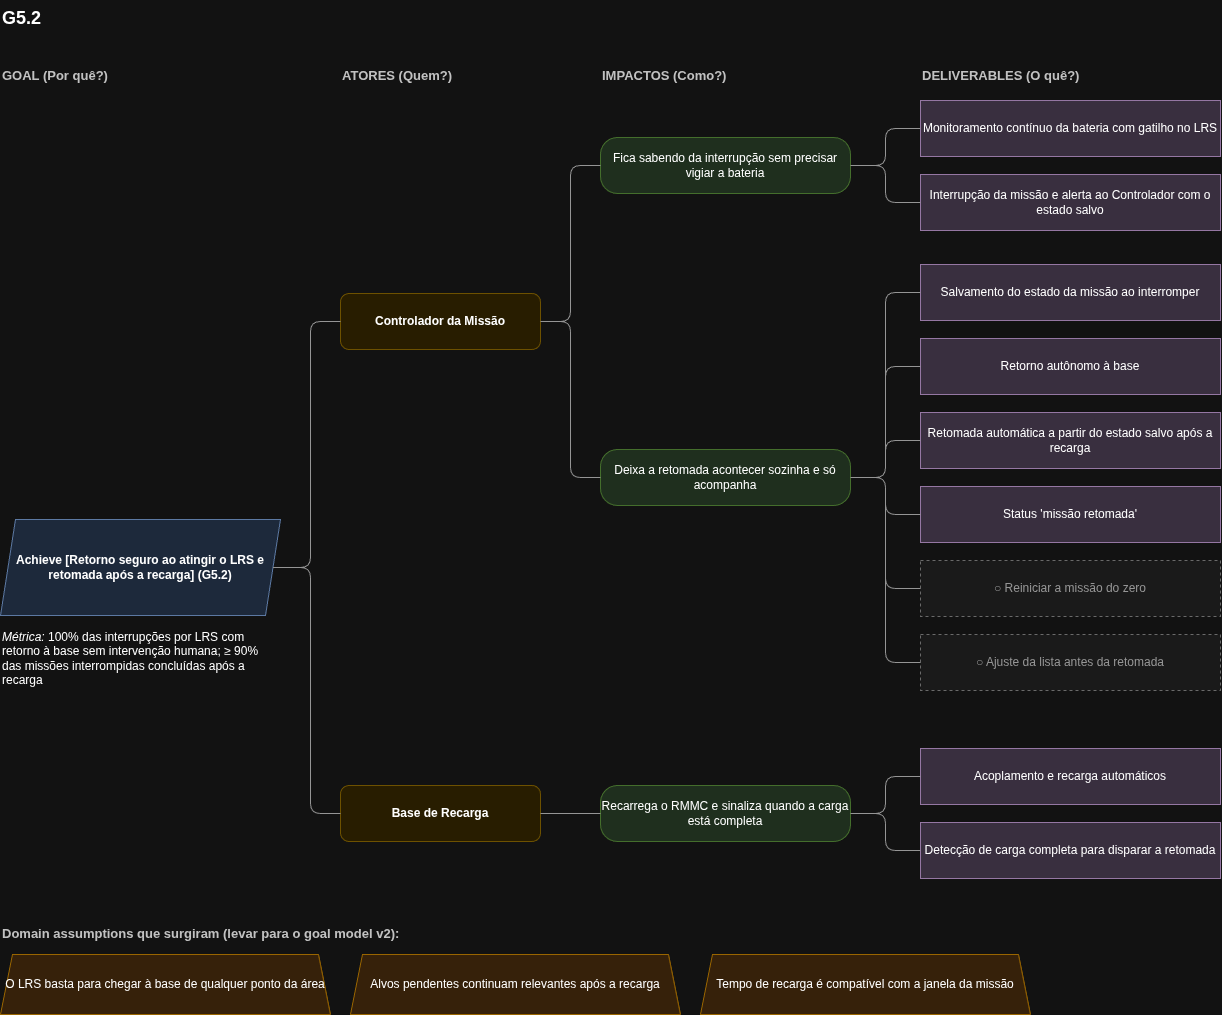 G5.2
GOAL (Por quê?)
ATORES (Quem?)
IMPACTOS (Como?)
DELIVERABLES (O quê?)
Achieve [Retorno seguro ao atingir o LRS e
retomada após a recarga] (G5.2)
Métrica: 100% das interrupções por LRS com
retorno à base sem intervenção humana; ≥ 90%
das missões interrompidas concluídas após a
recarga
Controlador da Missão
Fica sabendo da interrupção sem precisar
vigiar a bateria
Monitoramento contínuo da bateria com gatilho no LRS
Interrupção da missão e alerta ao Controlador com o
estado salvo
Deixa a retomada acontecer sozinha e só
acompanha
Salvamento do estado da missão ao interromper
Retorno autônomo à base
Retomada automática a partir do estado salvo após a
recarga
Status 'missão retomada'
○ Reiniciar a missão do zero
○ Ajuste da lista antes da retomada
Base de Recarga
Recarrega o RMMC e sinaliza quando a carga
está completa
Acoplamento e recarga automáticos
Detecção de carga completa para disparar a retomada
Domain assumptions que surgiram (levar para o goal model v2):
O LRS basta para chegar à base de qualquer ponto da área
Alvos pendentes continuam relevantes após a recarga
Tempo de recarga é compatível com a janela da missão